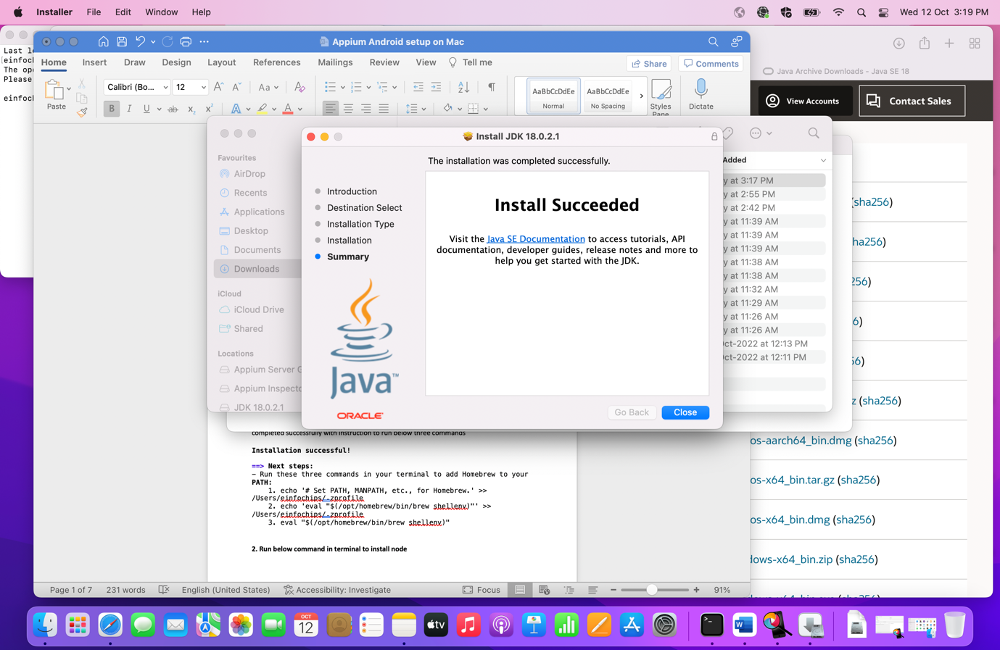 Installer File Edit Window Help
Wed 12 Oct 3:19 PM
Appium Android setup on Mac
Home Insert Draw Design Layout References Mailings Review View Tell me
Share
Comments
Paste
Calibri (Bo...
12
AaBbCcDdEe
Normal
AaBbCcDdEe
No Spacing
Styles
Pane
Dictate
Last l
einfoch
The ope
Please
einfoc
Java Archive Downloads - Java SE 18
View Accounts
Contact Sales
Favourites
AirDrop
Recents
Applications
Desktop
Documents
Downloads
iCloud
iCloud Drive
Shared
Locations
Appium Server G
Appium Inspecto
JDK 18.0.2.1
Install JDK 18.0.2.1
The installation was completed successfully.
Introduction
Destination Select
Installation Type
Installation
Summary
Install Succeeded
Visit the Java SE Documentation to access tutorials, API
documentation, developer guides, release notes and more to
help you get started with the JDK.
Java™
ORACLE®
Go Back
Close
Added
y at 3:17 PM
y at 2:55 PM
y at 2:42 PM
y at 11:39 AM
y at 11:39 AM
y at 11:39 AM
y at 11:38 AM
y at 11:38 AM
y at 11:32 AM
y at 11:29 AM
y at 11:26 AM
y at 11:26 AM
ct-2022 at 12:13 PM
ct-2022 at 12:11 PM
(sha256)
ha256)
56)
6)
56)
z (sha256)
os-aarch64_bin.dmg (sha256)
os-x64_bin.tar.gz (sha256)
os-x64_bin.dmg (sha256)
dows-x64_bin.zip (sha256)
completed successfully with instruction to run below three commands
Installation successful!
==> Next steps:
- Run these three commands in your terminal to add Homebrew to your
PATH:
1. echo '# Set PATH, MANPATH, etc., for Homebrew.' >>
/Users/einfochips/.zprofile
2. echo 'eval "$(/opt/homebrew/bin/brew shellenv)"' >>
/Users/einfochips/.zprofile
3. eval "$(/opt/homebrew/bin/brew shellenv)"
2. Run below command in terminal to install node
Page 1 of 7
231 words
English (United States)
Accessibility: Investigate
Focus
91%
OCT
12
tv